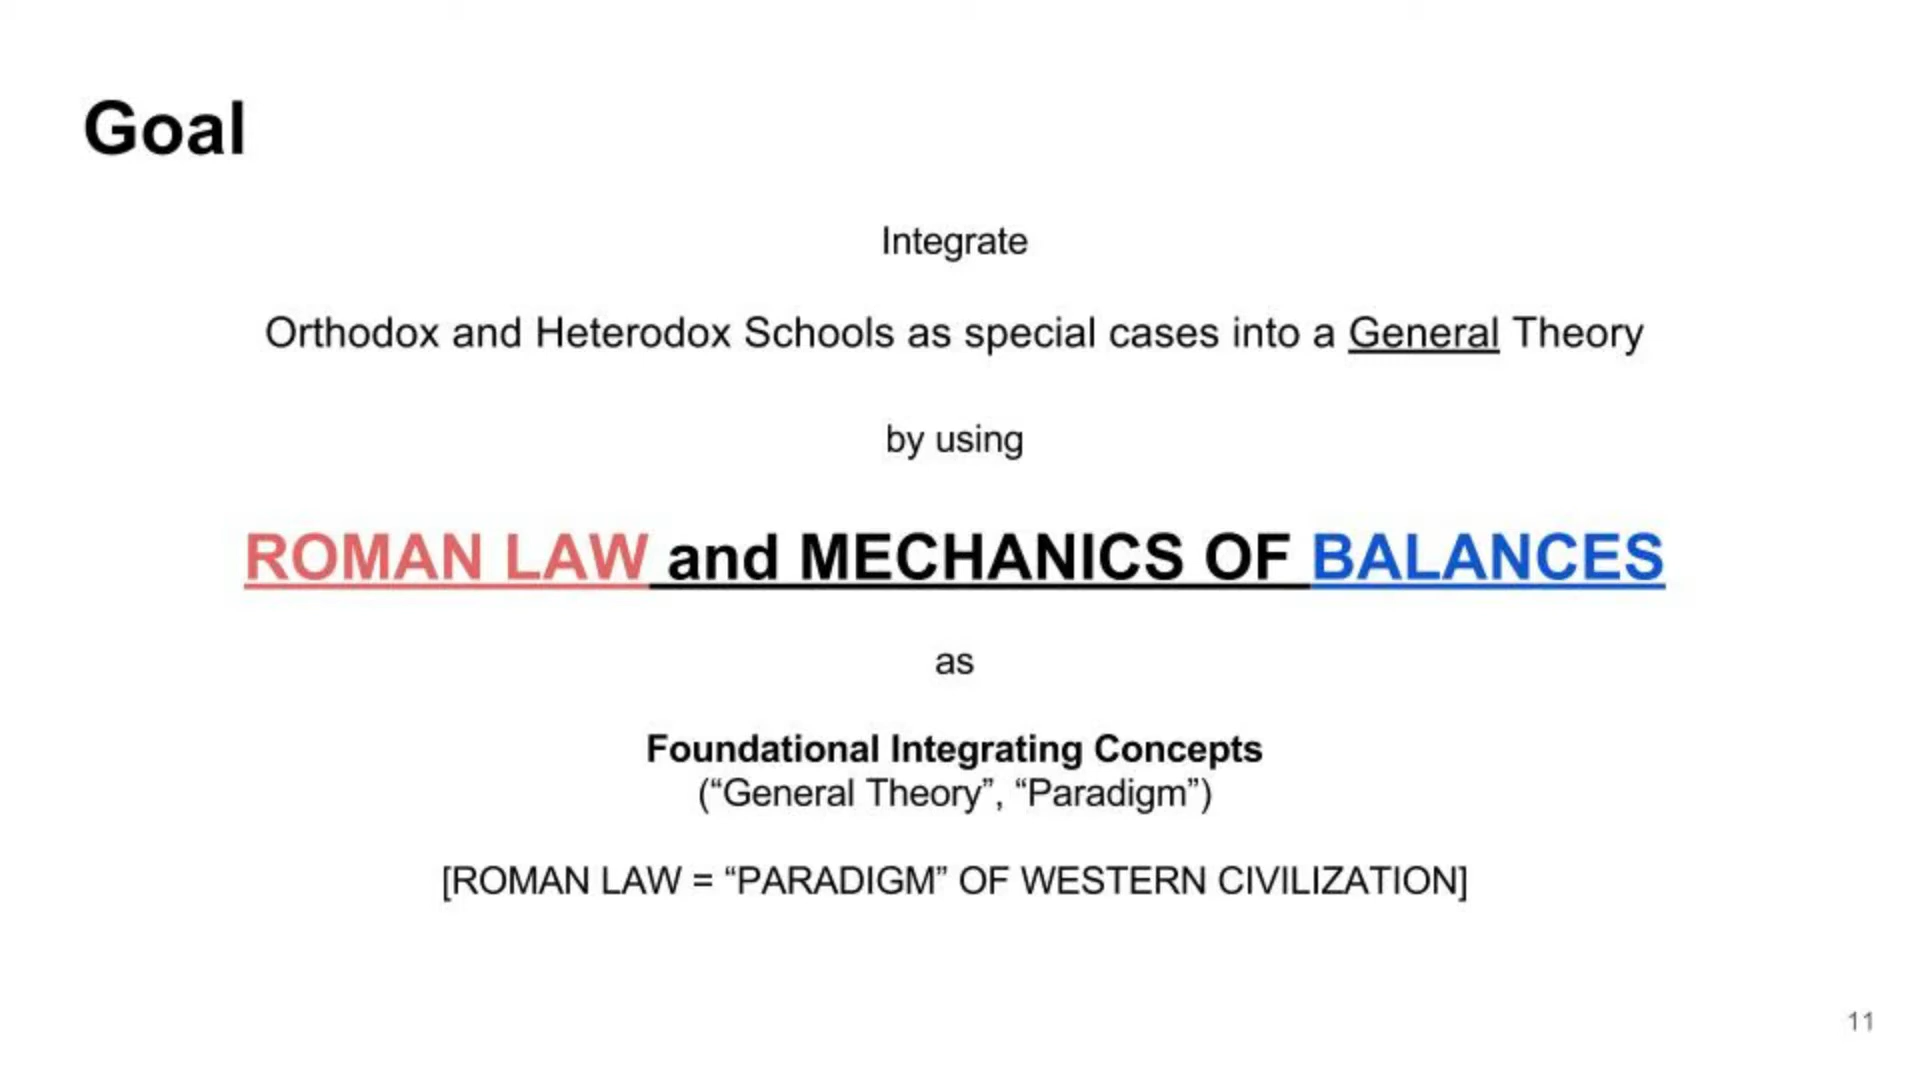 Goal
Integrate
Orthodox and Heterodox Schools as special cases into a General Theory
by using
ROMAN LAW and MECHANICS OF BALANCES
as
Foundational Integrating Concepts
(“General Theory”, “Paradigm”)
[ROMAN LAW = “PARADIGM” OF WESTERN CIVILIZATION]
11